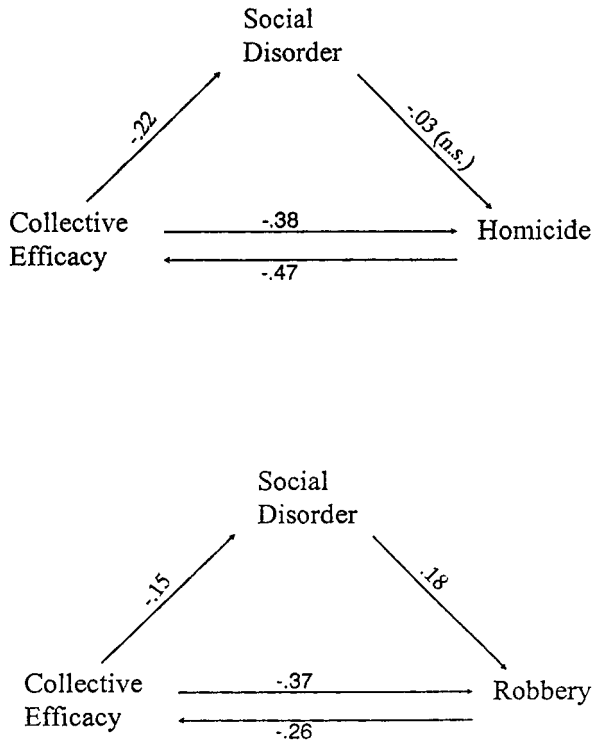 Social
Disorder
-.22
-.03 (n.s.)
Collective
Efficacy
-.38
Homicide
-.47
Social
Disorder
-.15
.18
Collective
Efficacy
-.37
Robbery
-.26